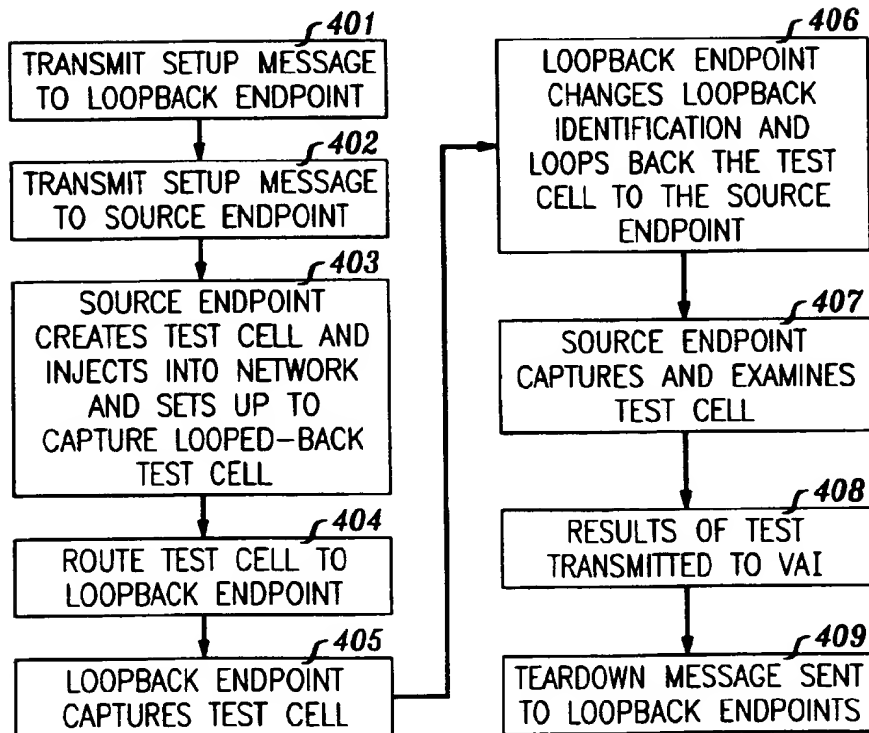 401
TRANSMIT SETUP MESSAGE
TO LOOPBACK ENDPOINT
402
TRANSMIT SETUP MESSAGE
TO SOURCE ENDPOINT
403
SOURCE ENDPOINT
CREATES TEST CELL AND
INJECTS INTO NETWORK
AND SETS UP TO
CAPTURE LOOPED-BACK
TEST CELL
404
ROUTE TEST CELL TO
LOOPBACK ENDPOINT
405
LOOPBACK ENDPOINT
CAPTURES TEST CELL
406
LOOPBACK ENDPOINT
CHANGES LOOPBACK
IDENTIFICATION AND
LOOPS BACK THE TEST
CELL TO THE SOURCE
ENDPOINT
407
SOURCE ENDPOINT
CAPTURES AND EXAMINES
TEST CELL
408
RESULTS OF TEST
TRANSMITTED TO VAI
409
TEARDOWN MESSAGE SENT
TO LOOPBACK ENDPOINTS